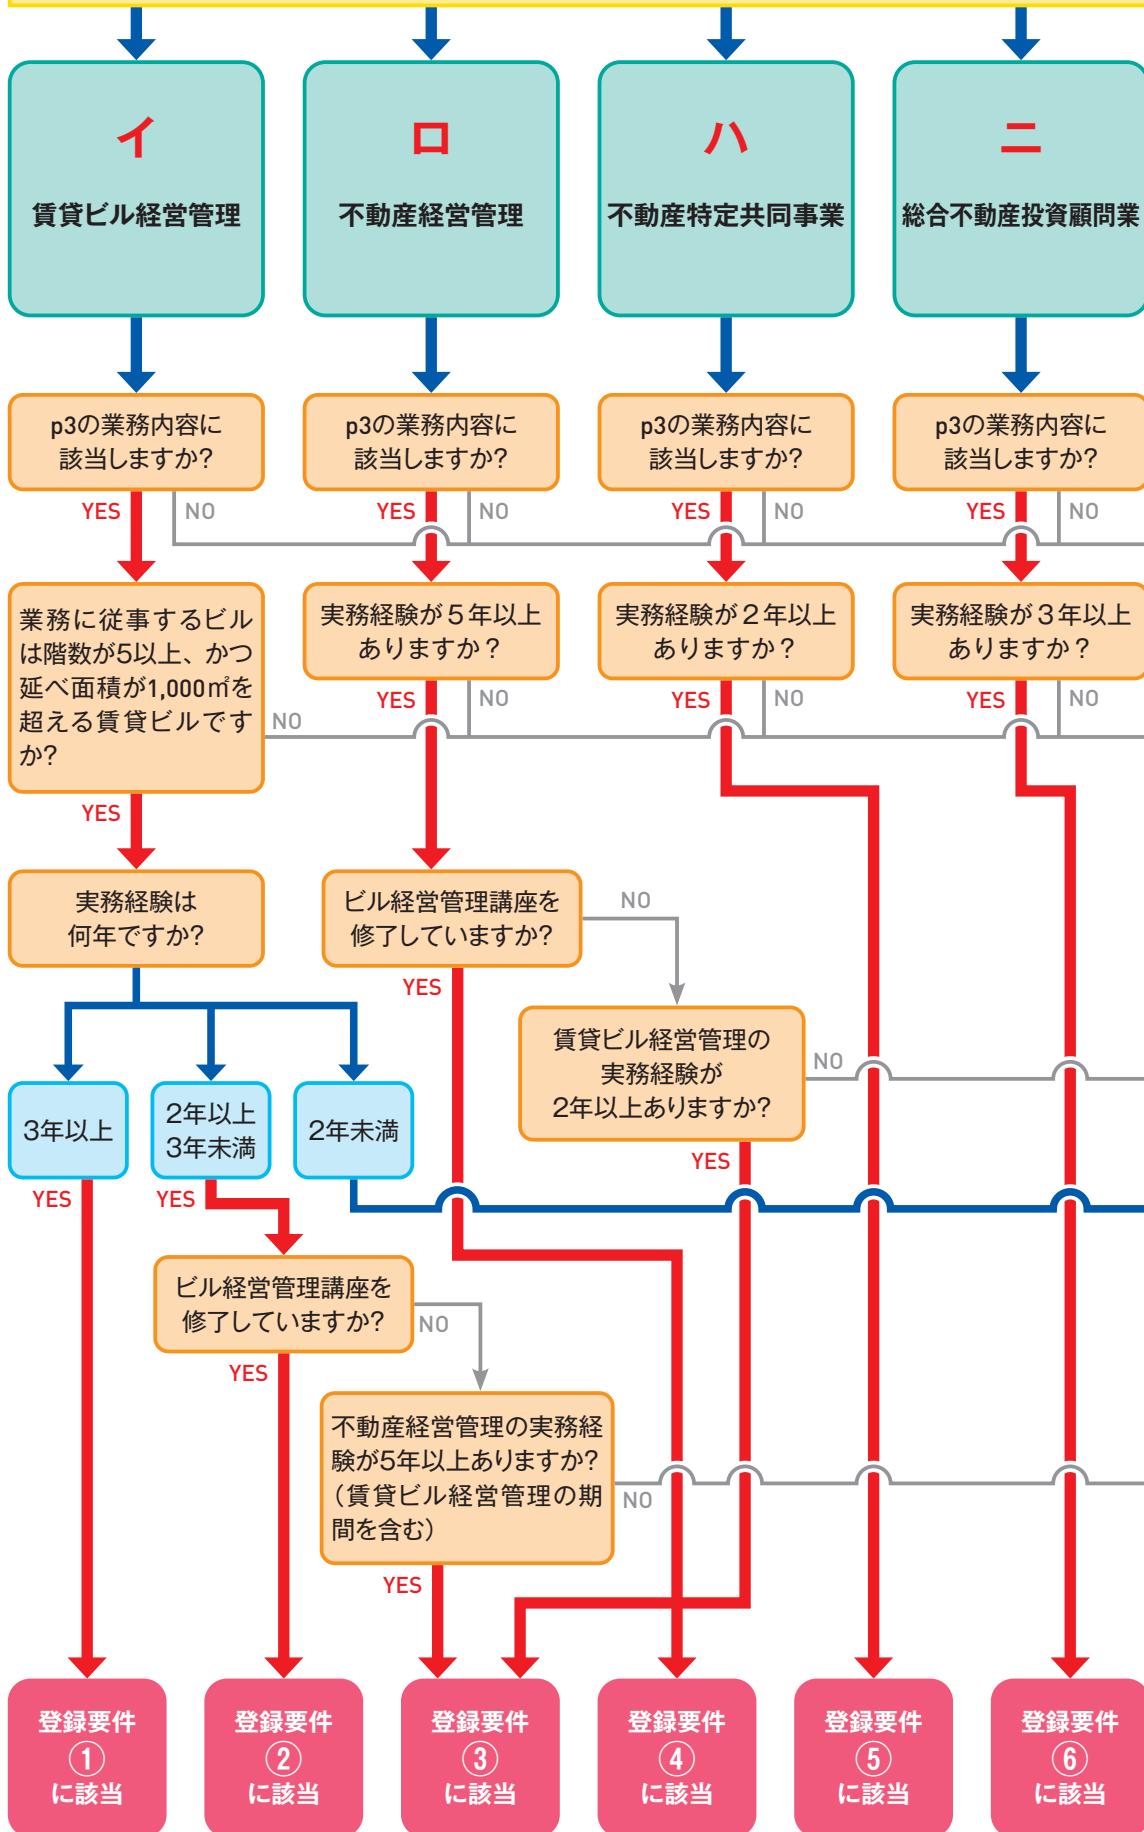 イ
賃貸ビル経営管理
ロ
不動産経営管理
ハ
不動産特定共同事業
ニ
総合不動産投資顧問業
p3の業務内容に
該当しますか？
YES
NO
p3の業務内容に
該当しますか？
YES
NO
p3の業務内容に
該当しますか？
YES
NO
p3の業務内容に
該当しますか？
YES
NO
業務に従事するビル
は階数が5以上、かつ
延べ面積が1,000㎡を
超える賃貸ビルです
か？
NO
YES
実務経験が５年以上
ありますか？
YES
NO
実務経験が２年以上
ありますか？
YES
NO
実務経験が３年以上
ありますか？
YES
NO
実務経験は
何年ですか？
ビル経営管理講座を
修了していますか？
NO
YES
賃貸ビル経営管理の
実務経験が
2年以上ありますか？
NO
YES
3年以上
YES
2年以上
3年未満
YES
2年未満
ビル経営管理講座を
修了していますか？
NO
YES
不動産経営管理の実務経
験が5年以上ありますか？
（賃貸ビル経営管理の期
間を含む）
NO
YES
登録要件
①
に該当
登録要件
②
に該当
登録要件
③
に該当
登録要件
④
に該当
登録要件
⑤
に該当
登録要件
⑥
に該当